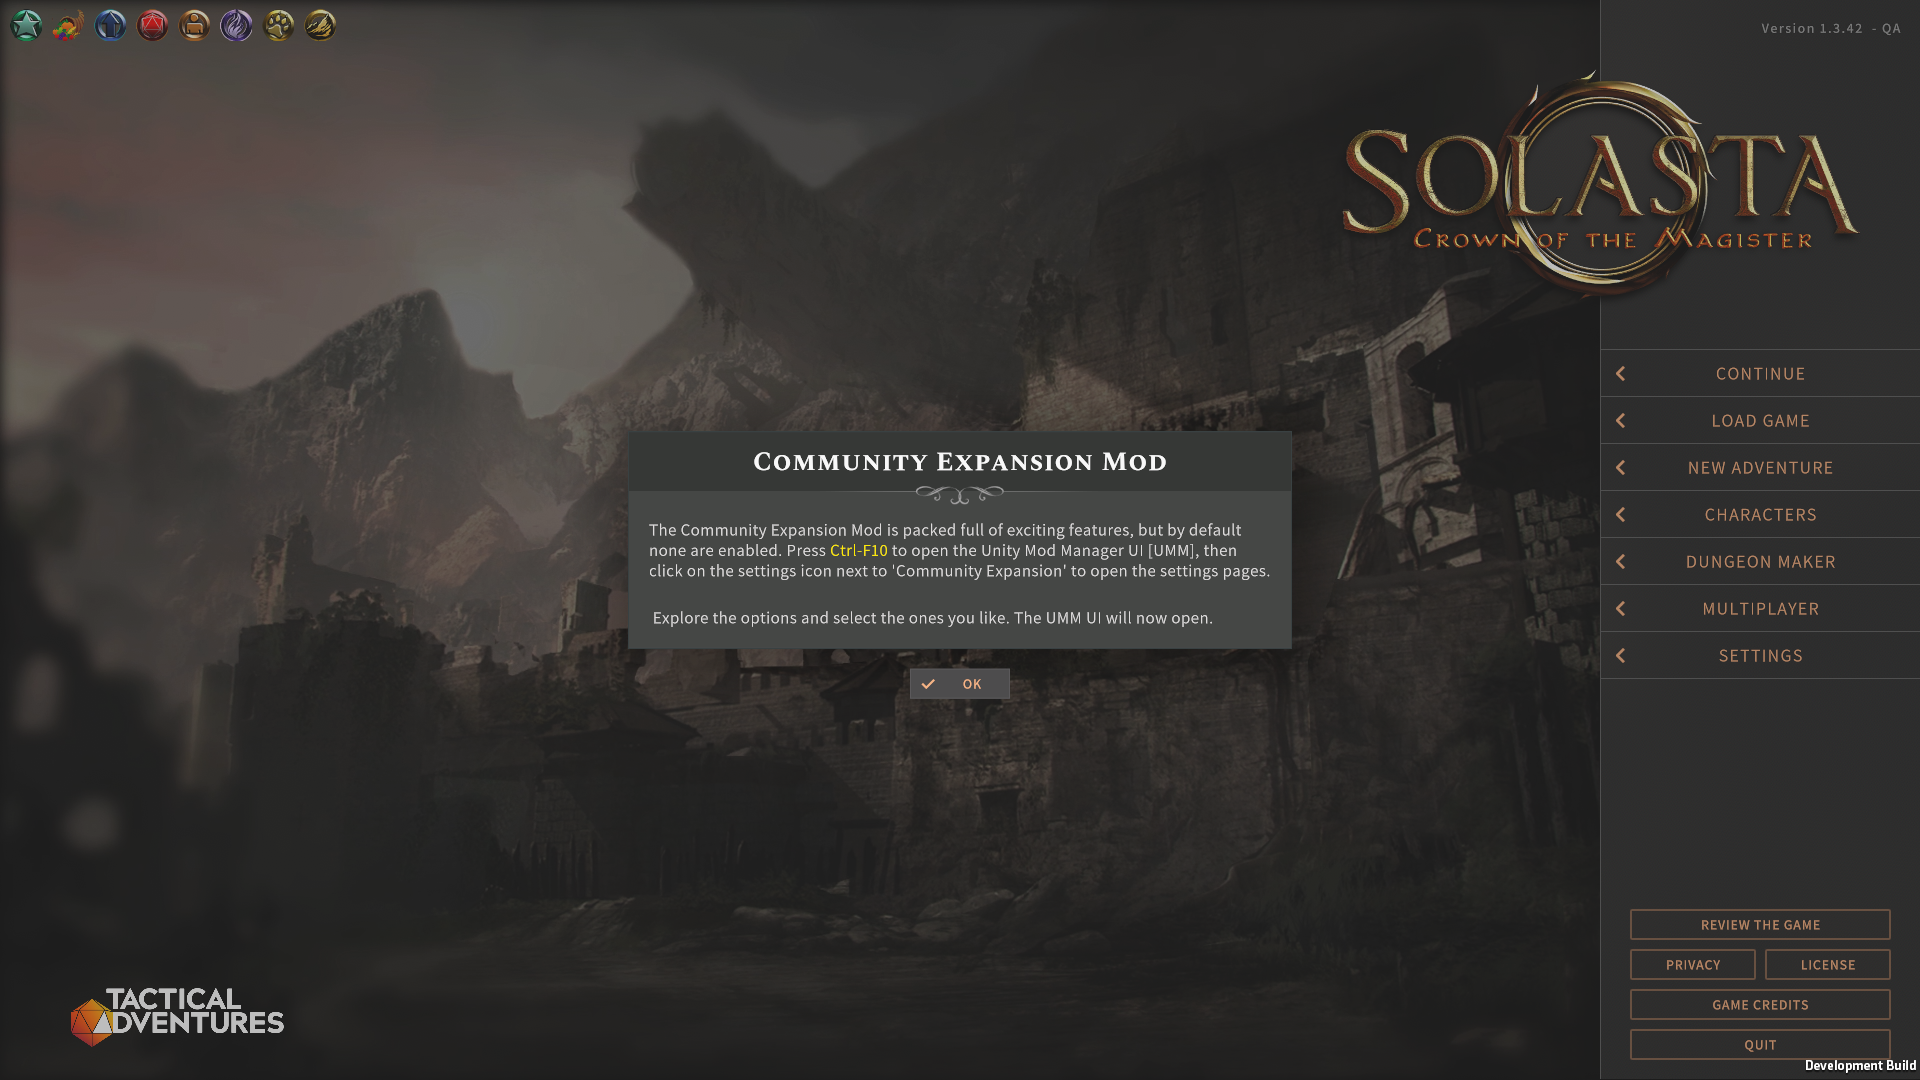 Version 1.3.42 - QA
SOLASTA
CROWN OF THE MAGISTER
CONTINUE
LOAD GAME
NEW ADVENTURE
CHARACTERS
DUNGEON MAKER
MULTIPLAYER
SETTINGS
COMMUNITY EXPANSION MOD
The Community Expansion Mod is packed full of exciting features, but by default
none are enabled. Press Ctrl-F10 to open the Unity Mod Manager UI [UMM], then
click on the settings icon next to 'Community Expansion' to open the settings pages.
Explore the options and select the ones you like. The UMM UI will now open.
OK
REVIEW THE GAME
PRIVACY
LICENSE
GAME CREDITS
QUIT
TACTICAL
ADVENTURES
Development Build